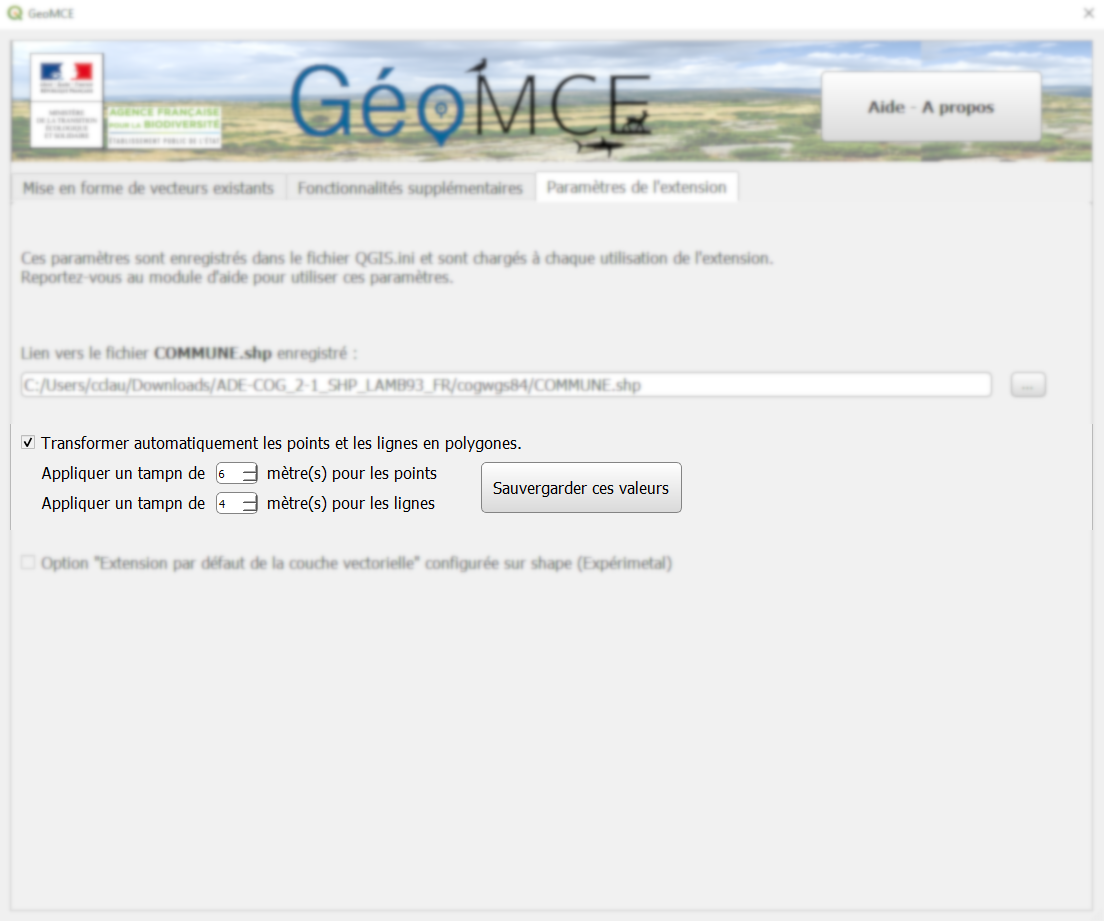 GeoMCE
AGENCE FRANÇAISE
POUR LA BIODIVERSITÉ
ÉTABLISSEMENT PUBLIC DE L'ÉTAT
MINISTÈRE
DE LA TRANSITION
ÉCOLOGIQUE
ET SOLIDAIRE
GéoMCE
Aide - A propos
Mise en forme de vecteurs existants
Fonctionnalités supplémentaires
Paramètres de l'extension
Ces paramètres sont enregistrés dans le fichier QGIS.ini et sont chargés à chaque utilisation de l'extension.
Reportez-vous au module d'aide pour utiliser ces paramètres.
Lien vers le fichier COMMUNE.shp enregistré :
C:/Users/cclau/Downloads/ADE-COG_2-1_SHP_LAMB93_FR/cogwgs84/COMMUNE.shp
...
Transformer automatiquement les points et les lignes en polygones.
Appliquer un tampn de 6 mètre(s) pour les points
Appliquer un tampn de 4 mètre(s) pour les lignes
Sauvergarder ces valeurs
Option "Extension par défaut de la couche vectorielle" configurée sur shape (Expérimetal)